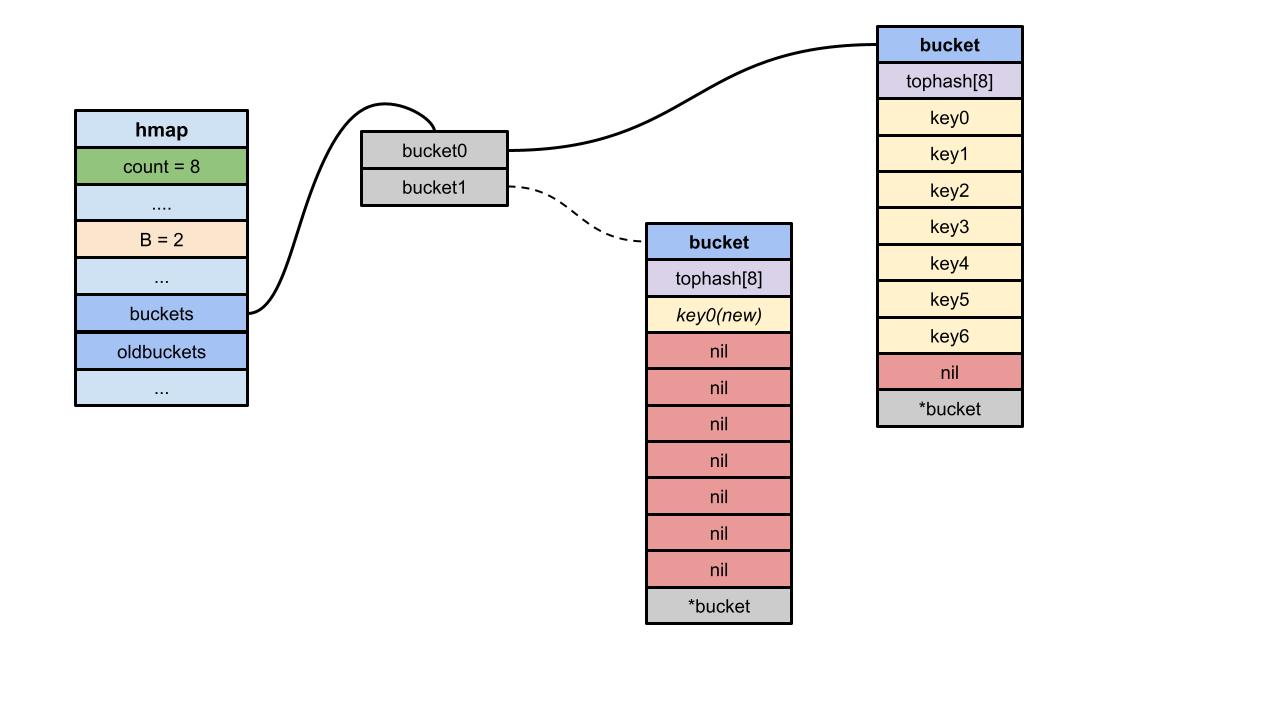 hmap
count = 8
....
B = 2
...
buckets
oldbuckets
...
bucket0
bucket1
bucket
tophash[8]
key0(new)
nil
nil
nil
nil
nil
nil
nil
*bucket
bucket
tophash[8]
key0
key1
key2
key3
key4
key5
key6
nil
*bucket